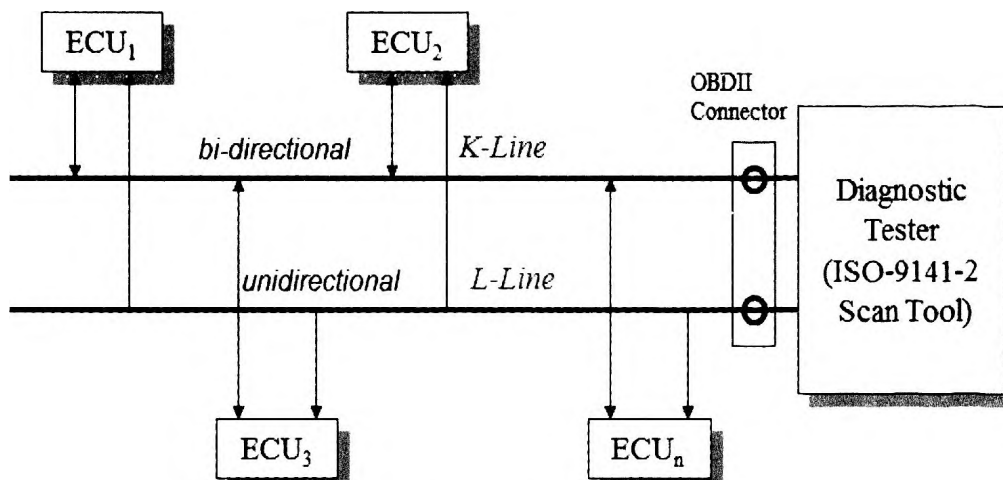 ECU₁
ECU₂
OBDII
Connector
bi-directional
K-Line
unidirectional
L-Line
Diagnostic
Tester
(ISO-9141-2
Scan Tool)
ECU₃
ECUₙ